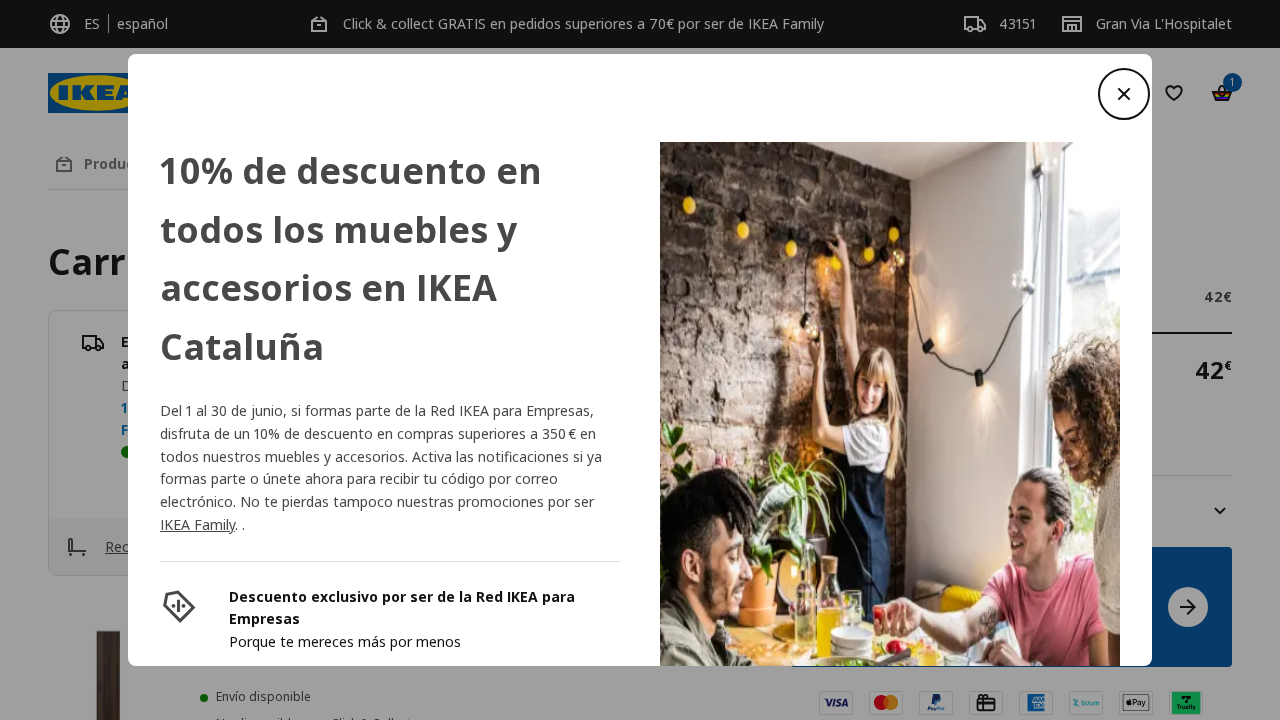 ES español
Click & collect GRATIS en pedidos superiores a 70€ por ser de IKEA Family
43151
Gran Via L'Hospitalet
IKEA
1
Produc
Carr
42€
42€
10% de descuento en
todos los muebles y
accesorios en IKEA
Cataluña
Del 1 al 30 de junio, si formas parte de la Red IKEA para Empresas,
disfruta de un 10% de descuento en compras superiores a 350 € en
todos nuestros muebles y accesorios. Activa las notificaciones si ya
formas parte o únete ahora para recibir tu código por correo
electrónico. No te pierdas tampoco nuestras promociones por ser
IKEA Family. .
Descuento exclusivo por ser de la Red IKEA para
Empresas
Porque te mereces más por menos
Rec
Envío disponible
VISA
PayPal
bizum
Pay
Trustly